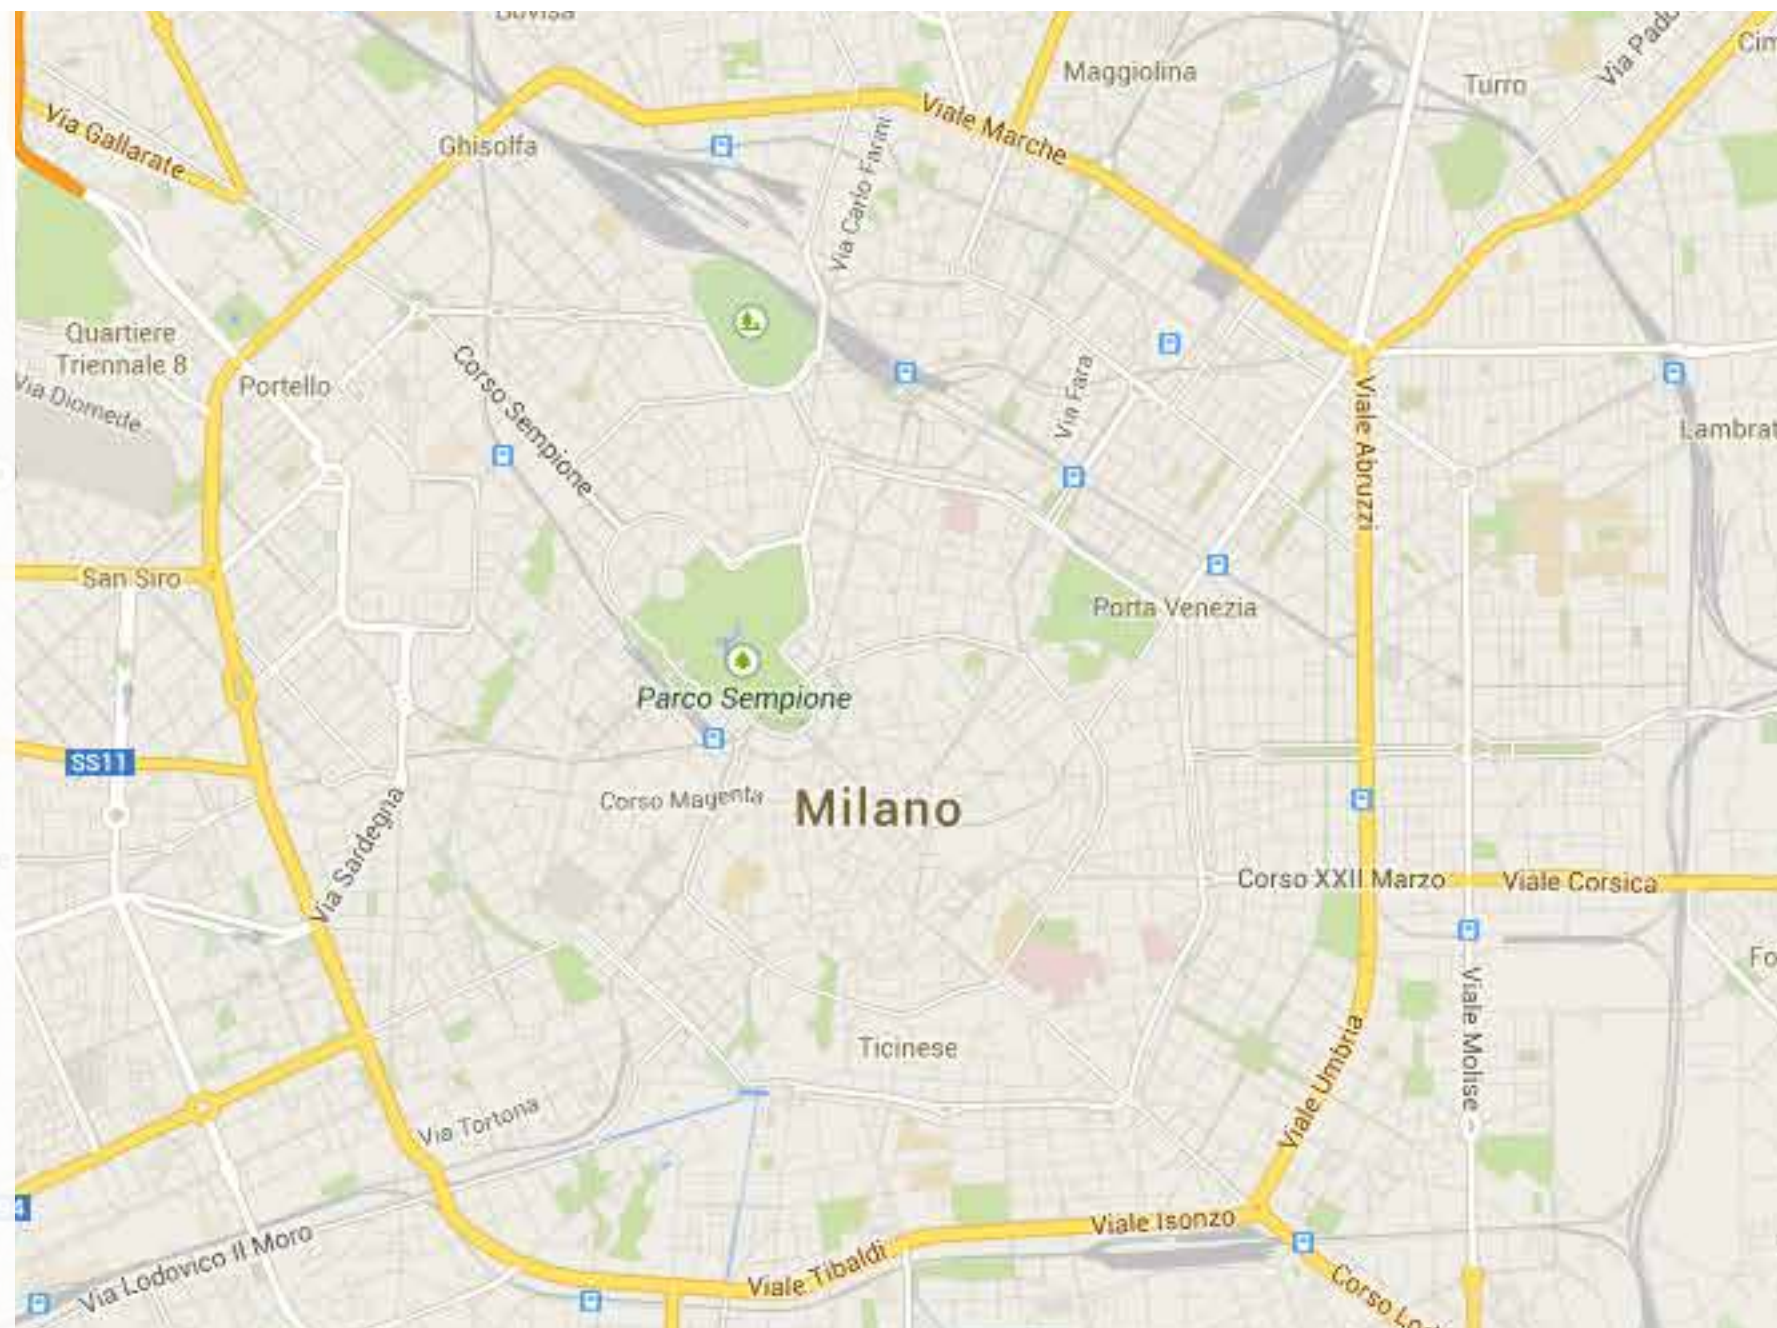 Bovisa
Maggiolina
Turro
Via Gallarate
Ghisolfa
Viale Marche
Via Carlo Farini
Quartiere
Triennale 8
Portello
Via Diomede
Corso Sempione
Via Fara
Viale Abruzzi
San Siro
Porta Venezia
Parco Sempione
SS11
Corso Magenta
Milano
Via Sardegna
Corso XXII Marzo
Viale Corsica
Viale Molise
Ticinese
Viale Umbria
Via Tortona
4
Viale Isonzo
Via Lodovico Il Moro
Viale Tibaldi